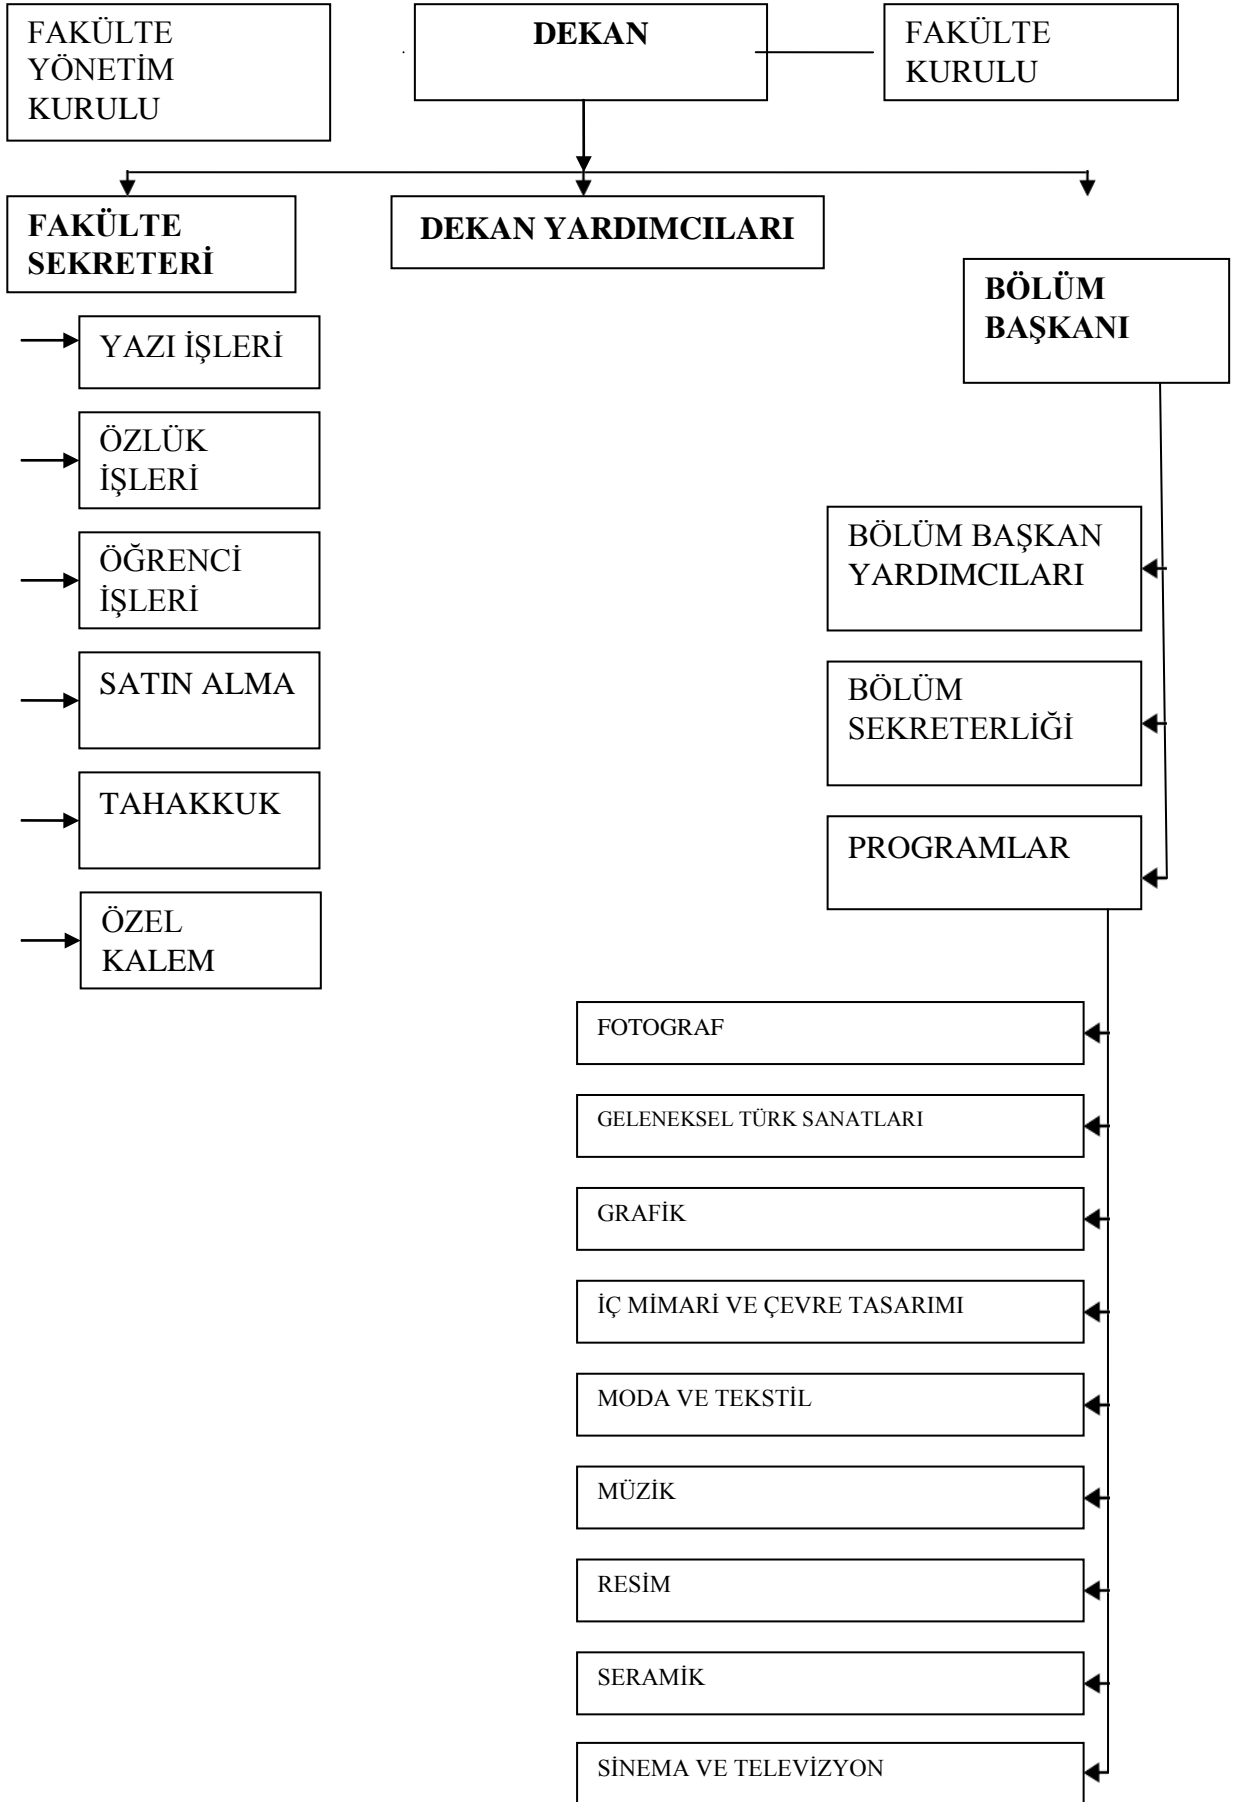 FAKÜLTE
YÖNETİM
KURULU
DEKAN
FAKÜLTE
KURULU
FAKÜLTE
SEKRETERİ
DEKAN YARDIMCILARI
BÖLÜM
BAŞKANI
YAZI İŞLERİ
ÖZLÜK
İŞLERİ
ÖĞRENCİ
İŞLERİ
SATIN ALMA
TAHAKKUK
ÖZEL
KALEM
BÖLÜM BAŞKAN
YARDIMCILARI
BÖLÜM
SEKRETERLİĞİ
PROGRAMLAR
FOTOGRAF
GELENEKSEL TÜRK SANATLARI
GRAFİK
İÇ MİMARİ VE ÇEVRE TASARIMI
MODA VE TEKSTİL
MÜZİK
RESİM
SERAMİK
SİNEMA VE TELEVİZYON